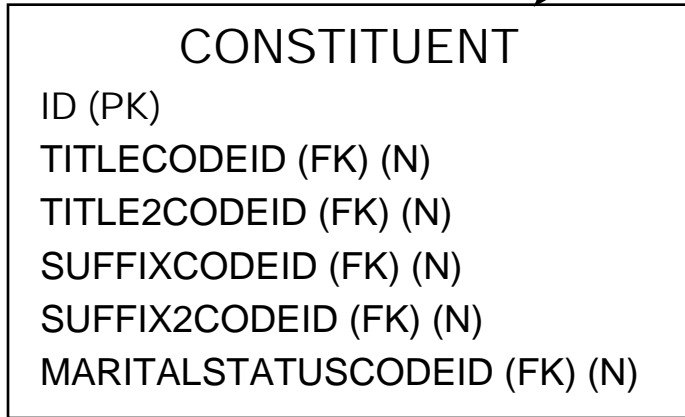 CONSTITUENT
ID (PK)
TITLECODEID (FK) (N)
TITLE2CODEID (FK) (N)
SUFFIXCODEID (FK) (N)
SUFFIX2CODEID (FK) (N)
MARITALSTATUSCODEID (FK) (N)